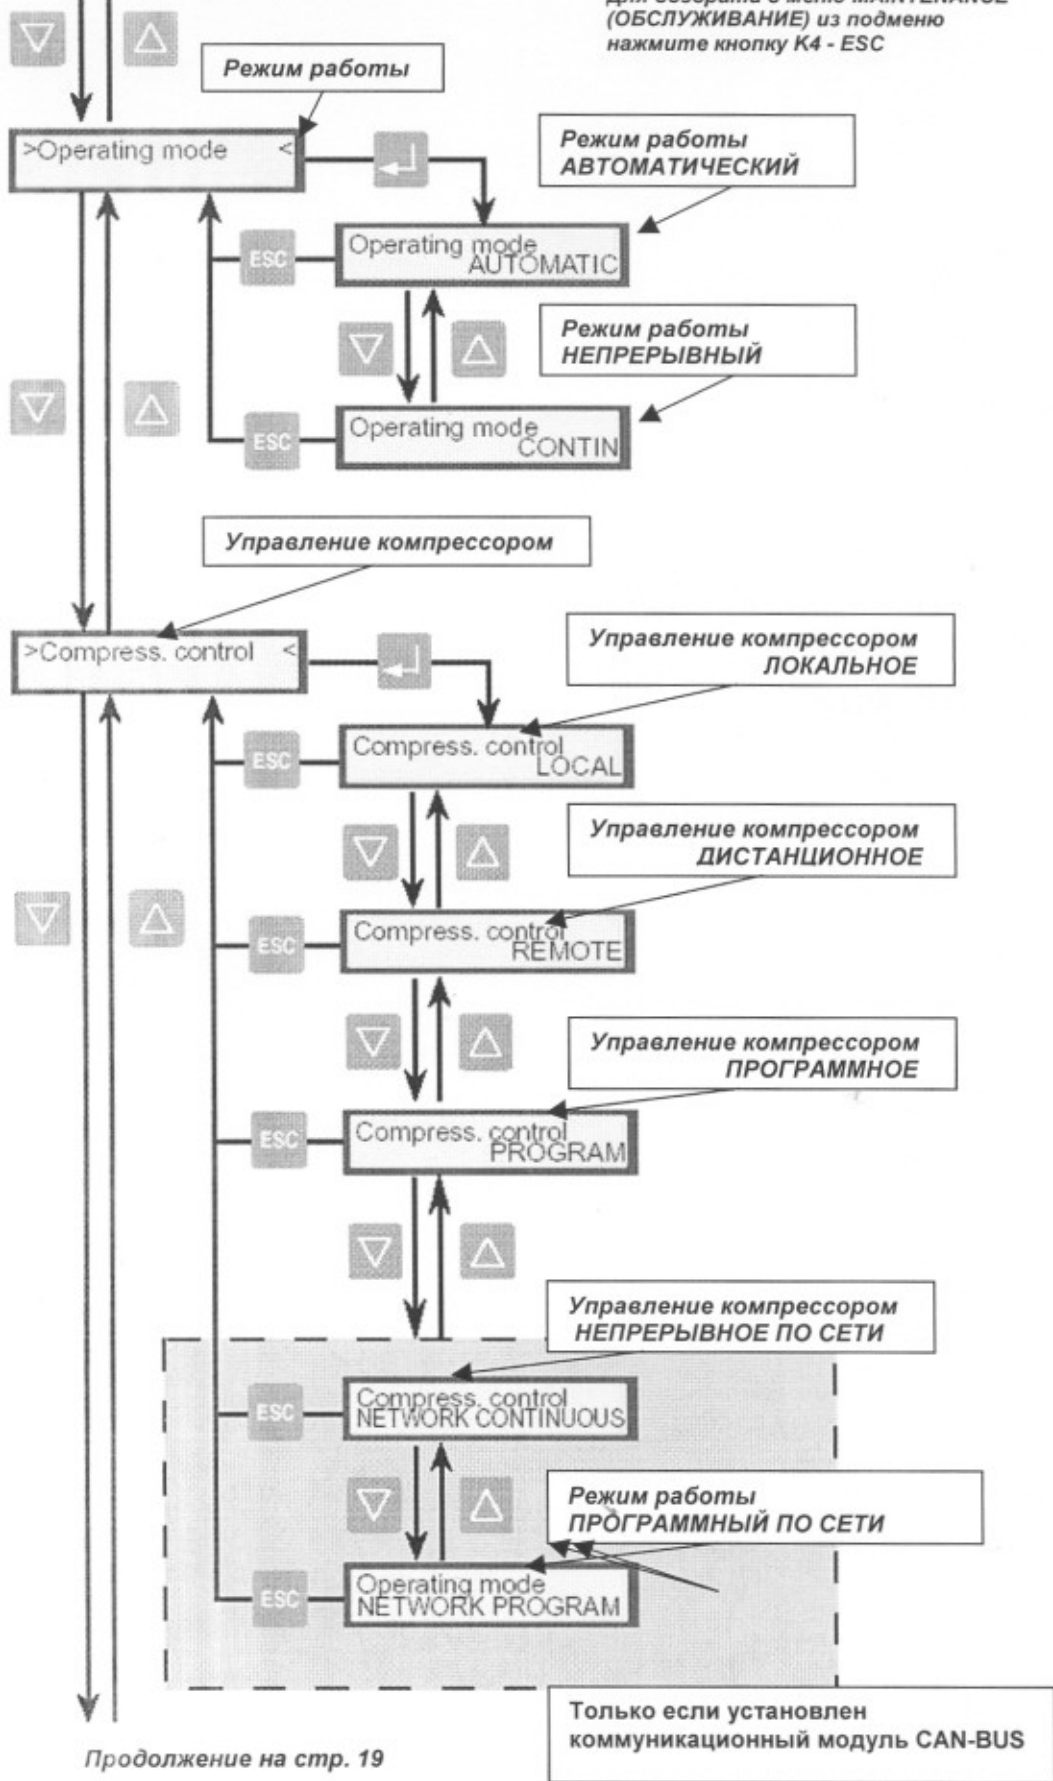 (ОБСЛУЖИВАНИЕ) из подменю
нажмите кнопку К4 - ESC
Режим работы
>Operating mode <
Режим работы
АВТОМАТИЧЕСКИЙ
ESC
Operating mode
AUTOMATIC
Режим работы
НЕПРЕРЫВНЫЙ
ESC
Operating mode
CONTIN
Управление компрессором
>Compress. control <
Управление компрессором
ЛОКАЛЬНОЕ
ESC
Compress. control
LOCAL
Управление компрессором
ДИСТАНЦИОННОЕ
ESC
Compress. control
REMOTE
Управление компрессором
ПРОГРАММНОЕ
ESC
Compress. control
PROGRAM
Управление компрессором
НЕПРЕРЫВНОЕ ПО СЕТИ
ESC
Compress. control
NETWORK CONTINUOUS
Режим работы
ПРОГРАММНЫЙ ПО СЕТИ
ESC
Operating mode
NETWORK PROGRAM
Только если установлен
коммуникационный модуль CAN-BUS
Продолжение на стр. 19